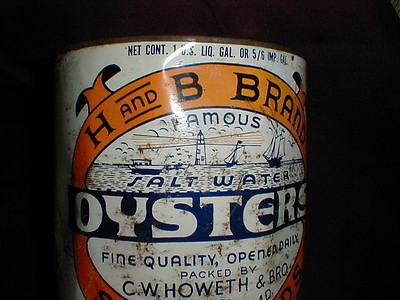 "NET CONT. 1 U.S. LIQ. GAL. OR 5/6 IMP. GAL."
H AND B BRAND
FAMOUS
SALT WATER
OYSTERS
FINE QUALITY, OPENED DAILY
PACKED BY
C.W. HOWETH & BRO.